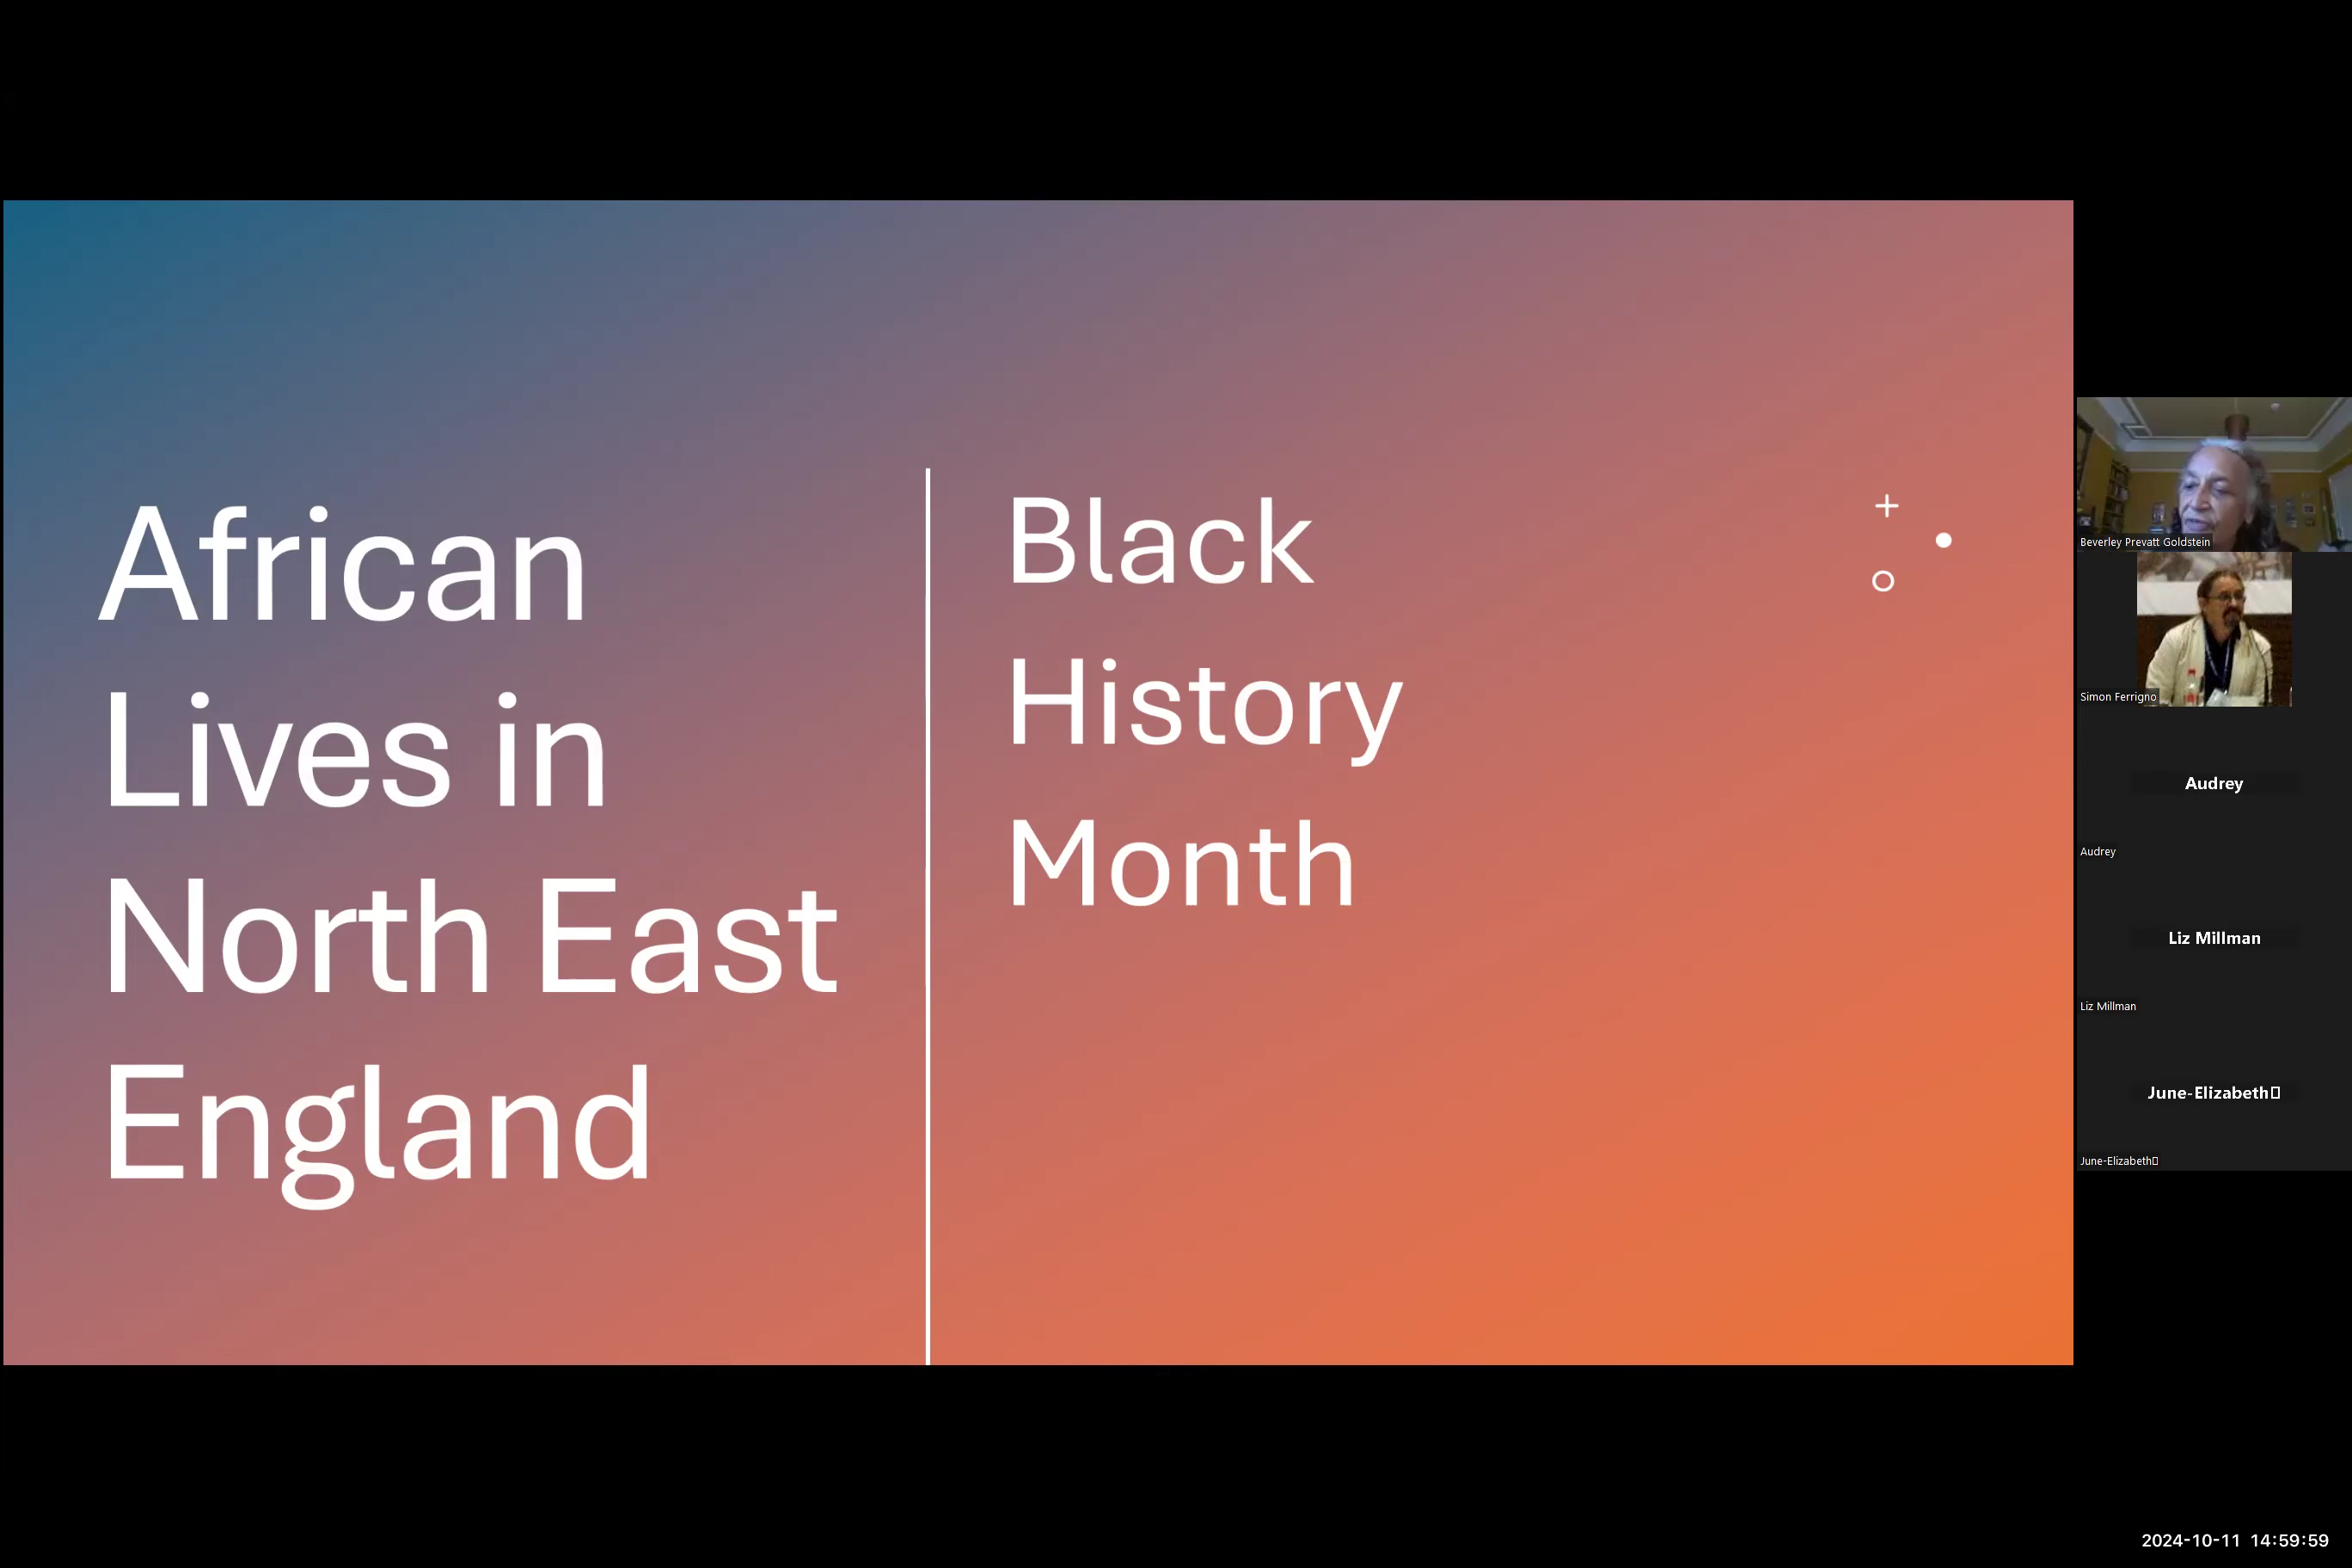 African
Lives in
North East
England
Black
History
Month
Beverley Prevatt Goldstein
Simon Ferrigno
Audrey
Audrey
Liz Millman
Liz Millman
June-Elizabeth
June-Elizabeth
2024-10-11 14:59:59